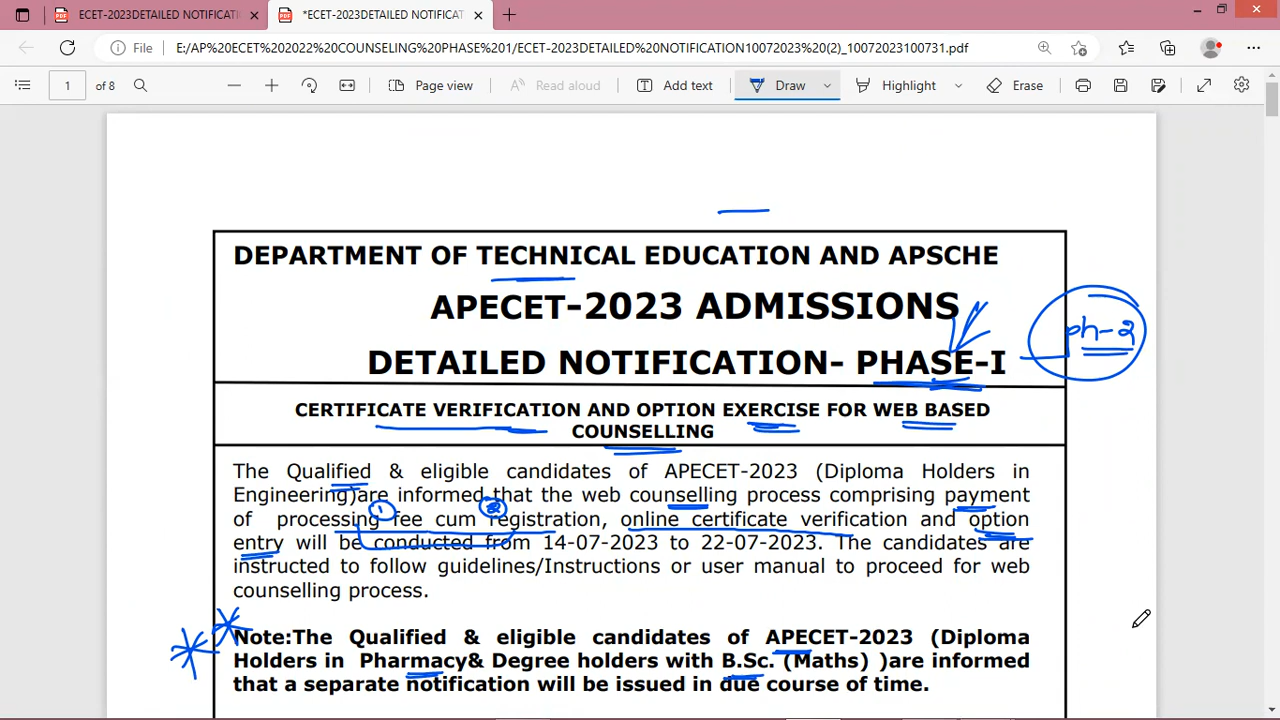 ECET-2023DETAILED NOTIFICAT
*ECET-2023DETAILED NOTIFICAT
File
E:/AP%20ECET%202022%20COUNSELING%20PHASE%201/ECET-2023DETAILED%20NOTIFICATION10072023%20(2)_10072023100731.pdf
1 of 8
Page view
Read aloud
Add text
Draw
Highlight
Erase
DEPARTMENT OF TECHNICAL EDUCATION AND APSCHE
APECET-2023 ADMISSIONS
DETAILED NOTIFICATION- PHASE-I
ph-2
CERTIFICATE VERIFICATION AND OPTION EXERCISE FOR WEB BASED
COUNSELLING
The Qualified & eligible candidates of APECET-2023 (Diploma Holders in
Engineering)are informed that the web counselling process comprising payment
1 2
of processing fee cum registration, online certificate verification and option
entry will be conducted from 14-07-2023 to 22-07-2023. The candidates are
instructed to follow guidelines/Instructions or user manual to proceed for web
counselling process.
Note:The Qualified & eligible candidates of APECET-2023 (Diploma
Holders in Pharmacy& Degree holders with B.Sc. (Maths) )are informed
that a separate notification will be issued in due course of time.